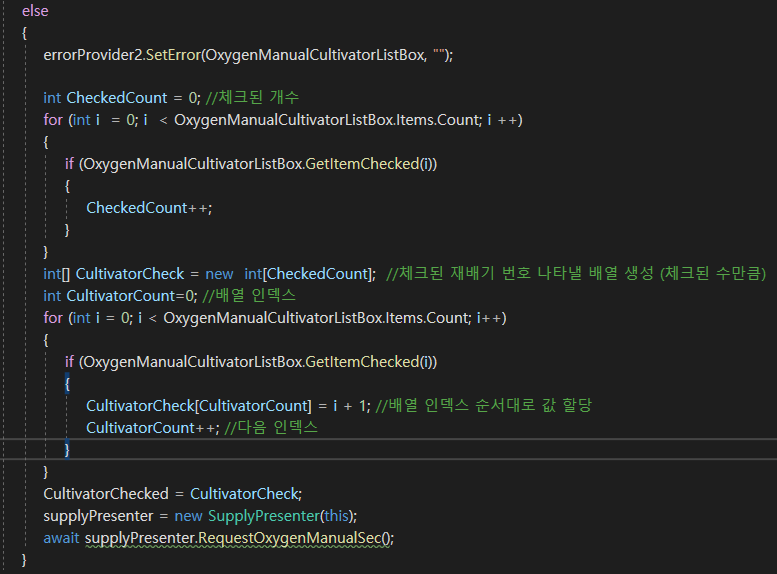 else
{
errorProvider2.SetError(OxygenManualCultivatorListBox, "");
int CheckedCount = 0; //체크된 개수
for (int i  = 0; i  < OxygenManualCultivatorListBox.Items.Count; i ++)
{
if (OxygenManualCultivatorListBox.GetItemChecked(i))
{
CheckedCount++;
}
}
int[] CultivatorCheck = new  int[CheckedCount];  //체크된 재배기 번호 나타낼 배열 생성 (체크된 수만큼)
int CultivatorCount=0; //배열 인덱스
for (int i = 0; i < OxygenManualCultivatorListBox.Items.Count; i++)
{
if (OxygenManualCultivatorListBox.GetItemChecked(i))
{
CultivatorCheck[CultivatorCount] = i + 1; //배열 인덱스 순서대로 값 할당
CultivatorCount++; //다음 인덱스
}
}
CultivatorChecked = CultivatorCheck;
supplyPresenter = new SupplyPresenter(this);
await supplyPresenter.RequestOxygenManualSec();
}